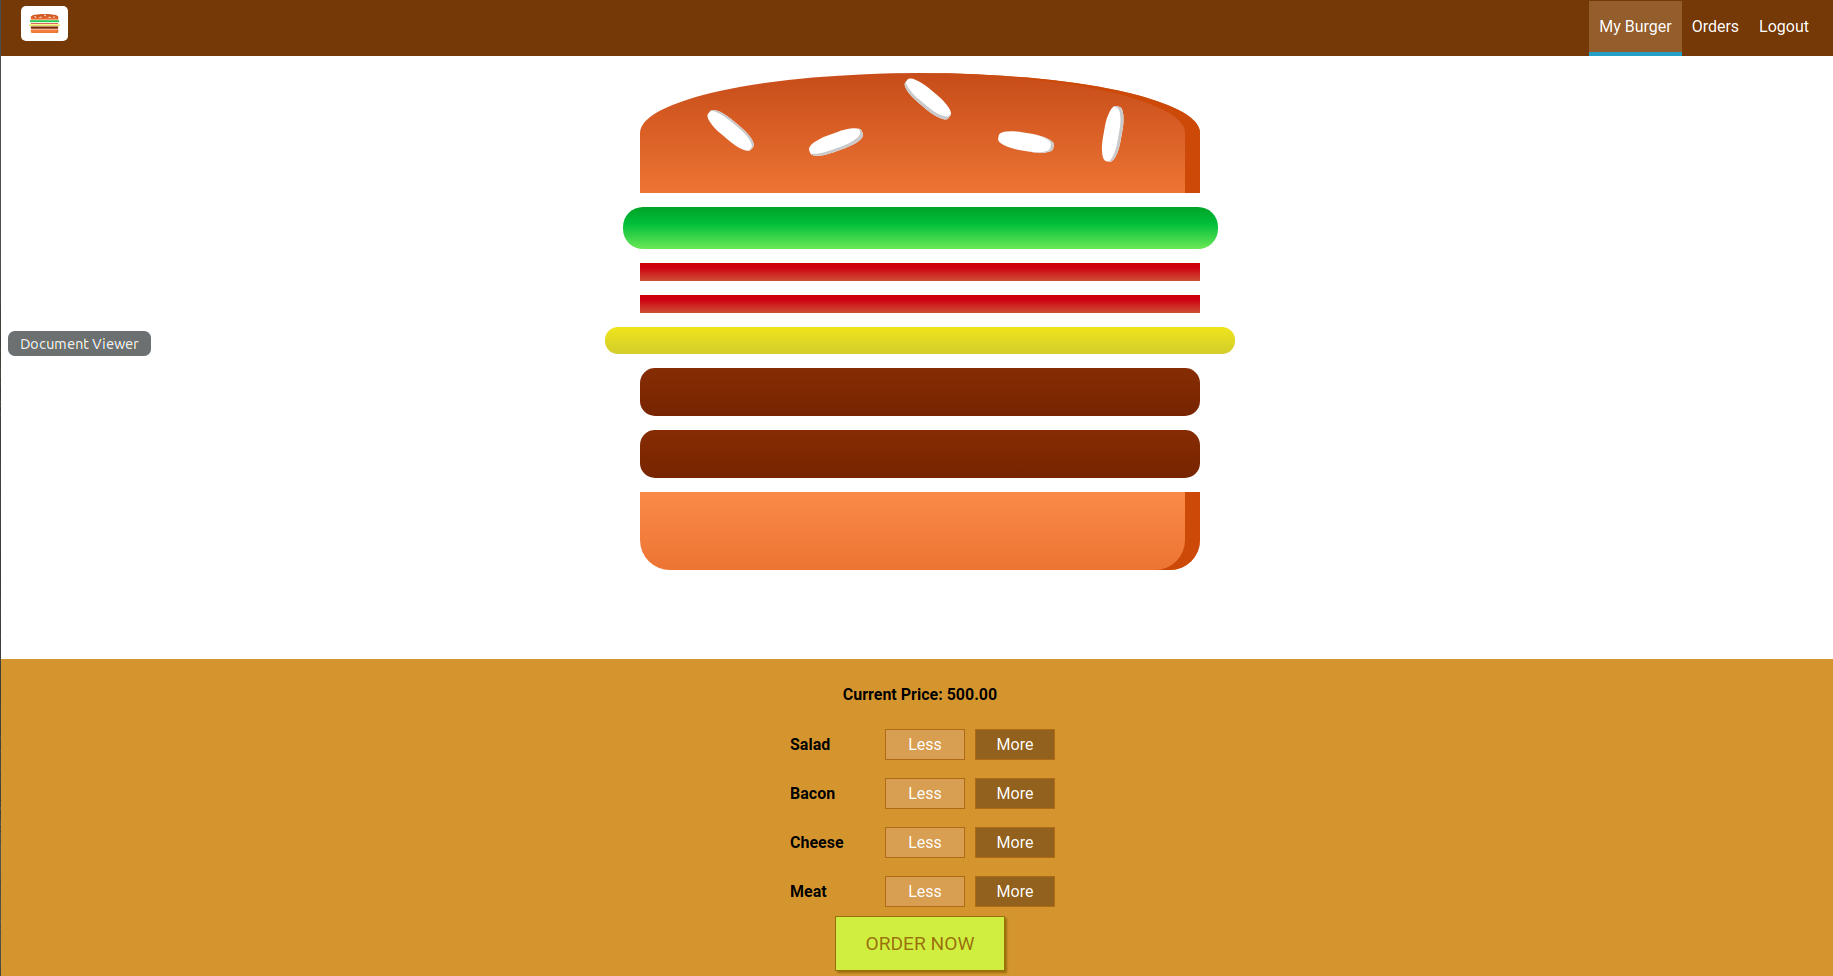 My Burger Orders Logout
Document Viewer
Current Price: 500.00
Salad Less More
Bacon Less More
Cheese Less More
Meat Less More
ORDER NOW